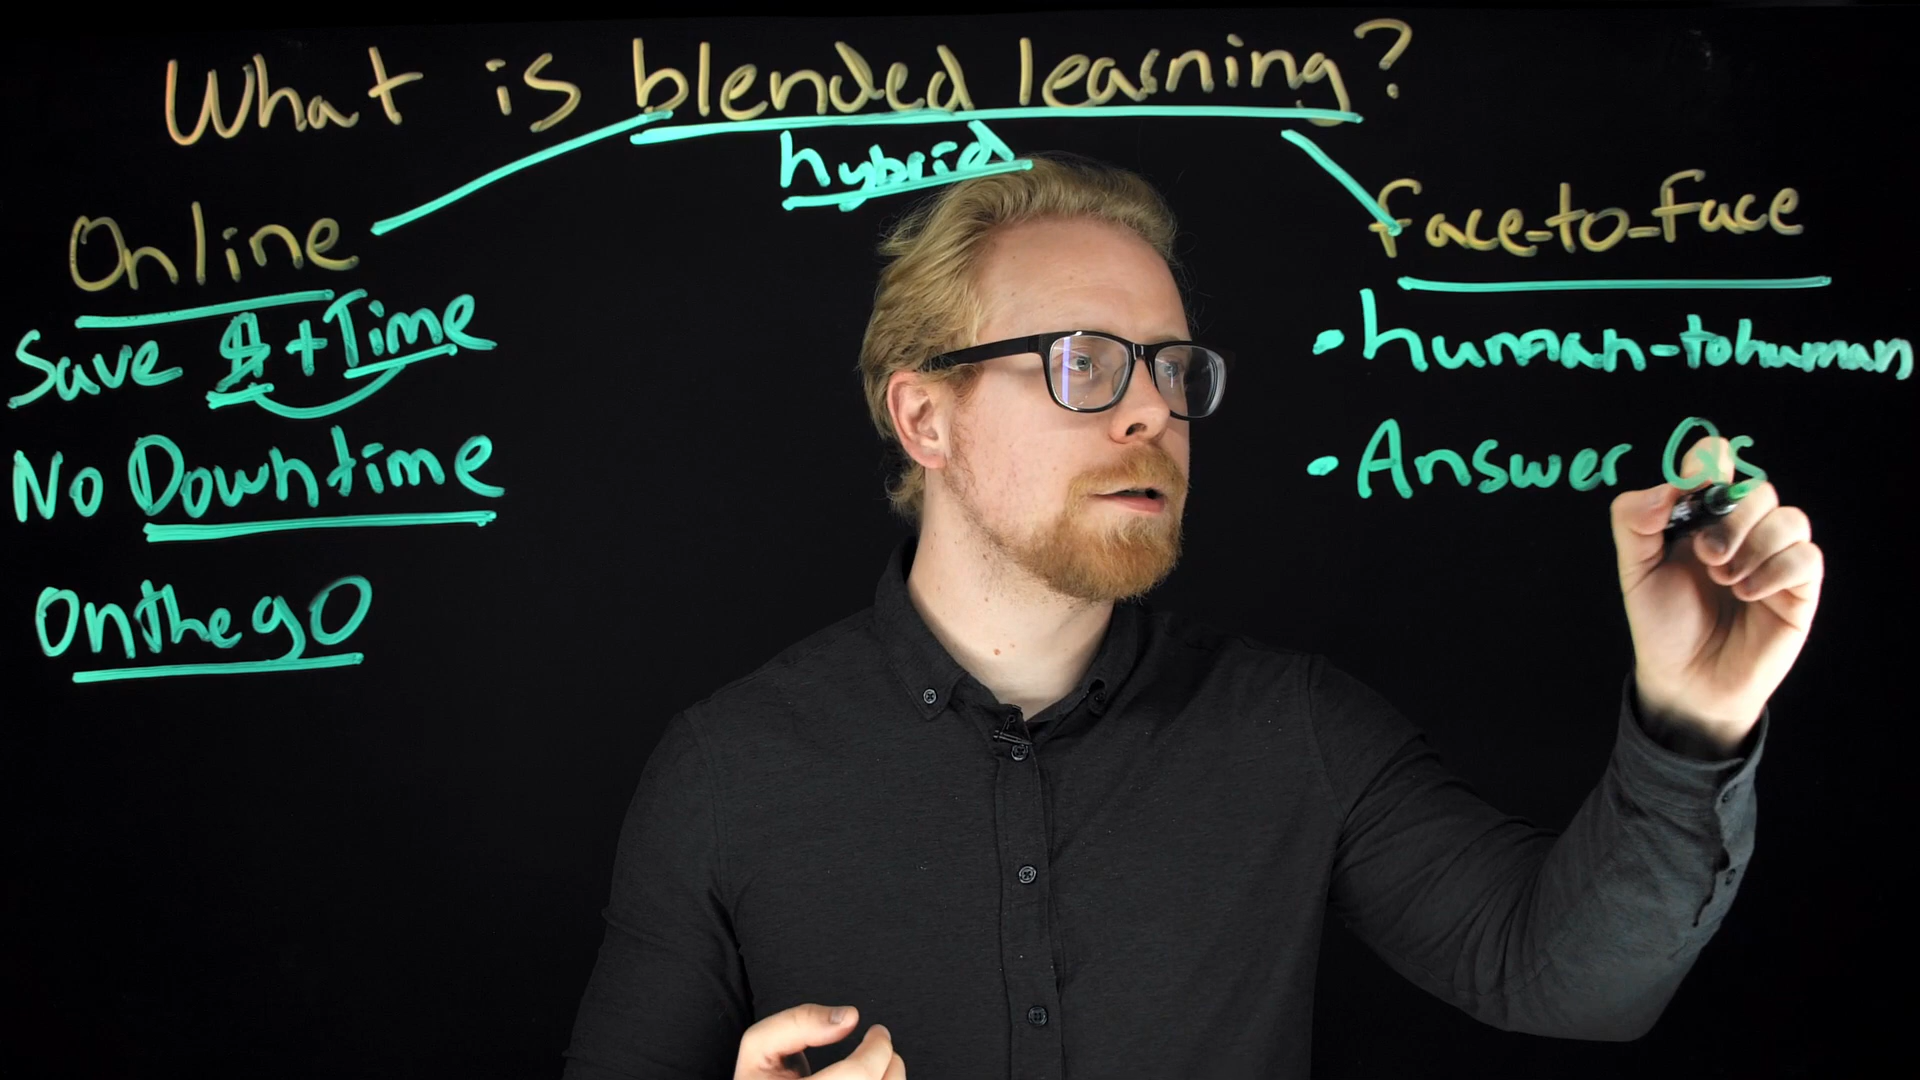 What is blended learning?
hybrid
Online
Save $ + Time
No Downtime
On the go
face-to-face
• human-to human
• Answer Qs